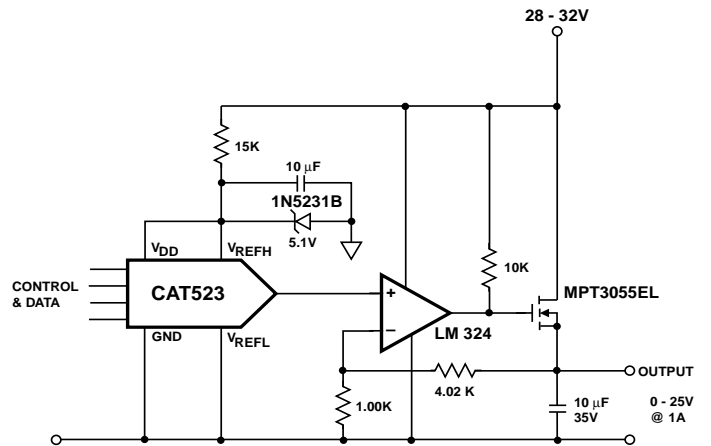 28 - 32V
15K
10 µF
1N5231B
5.1V
VDD
VREFH
CONTROL
& DATA
CAT523
GND
VREFL
+
–
LM 324
10K
MPT3055EL
4.02 K
1.00K
OUTPUT
10 µF
35V
0 - 25V
@ 1A